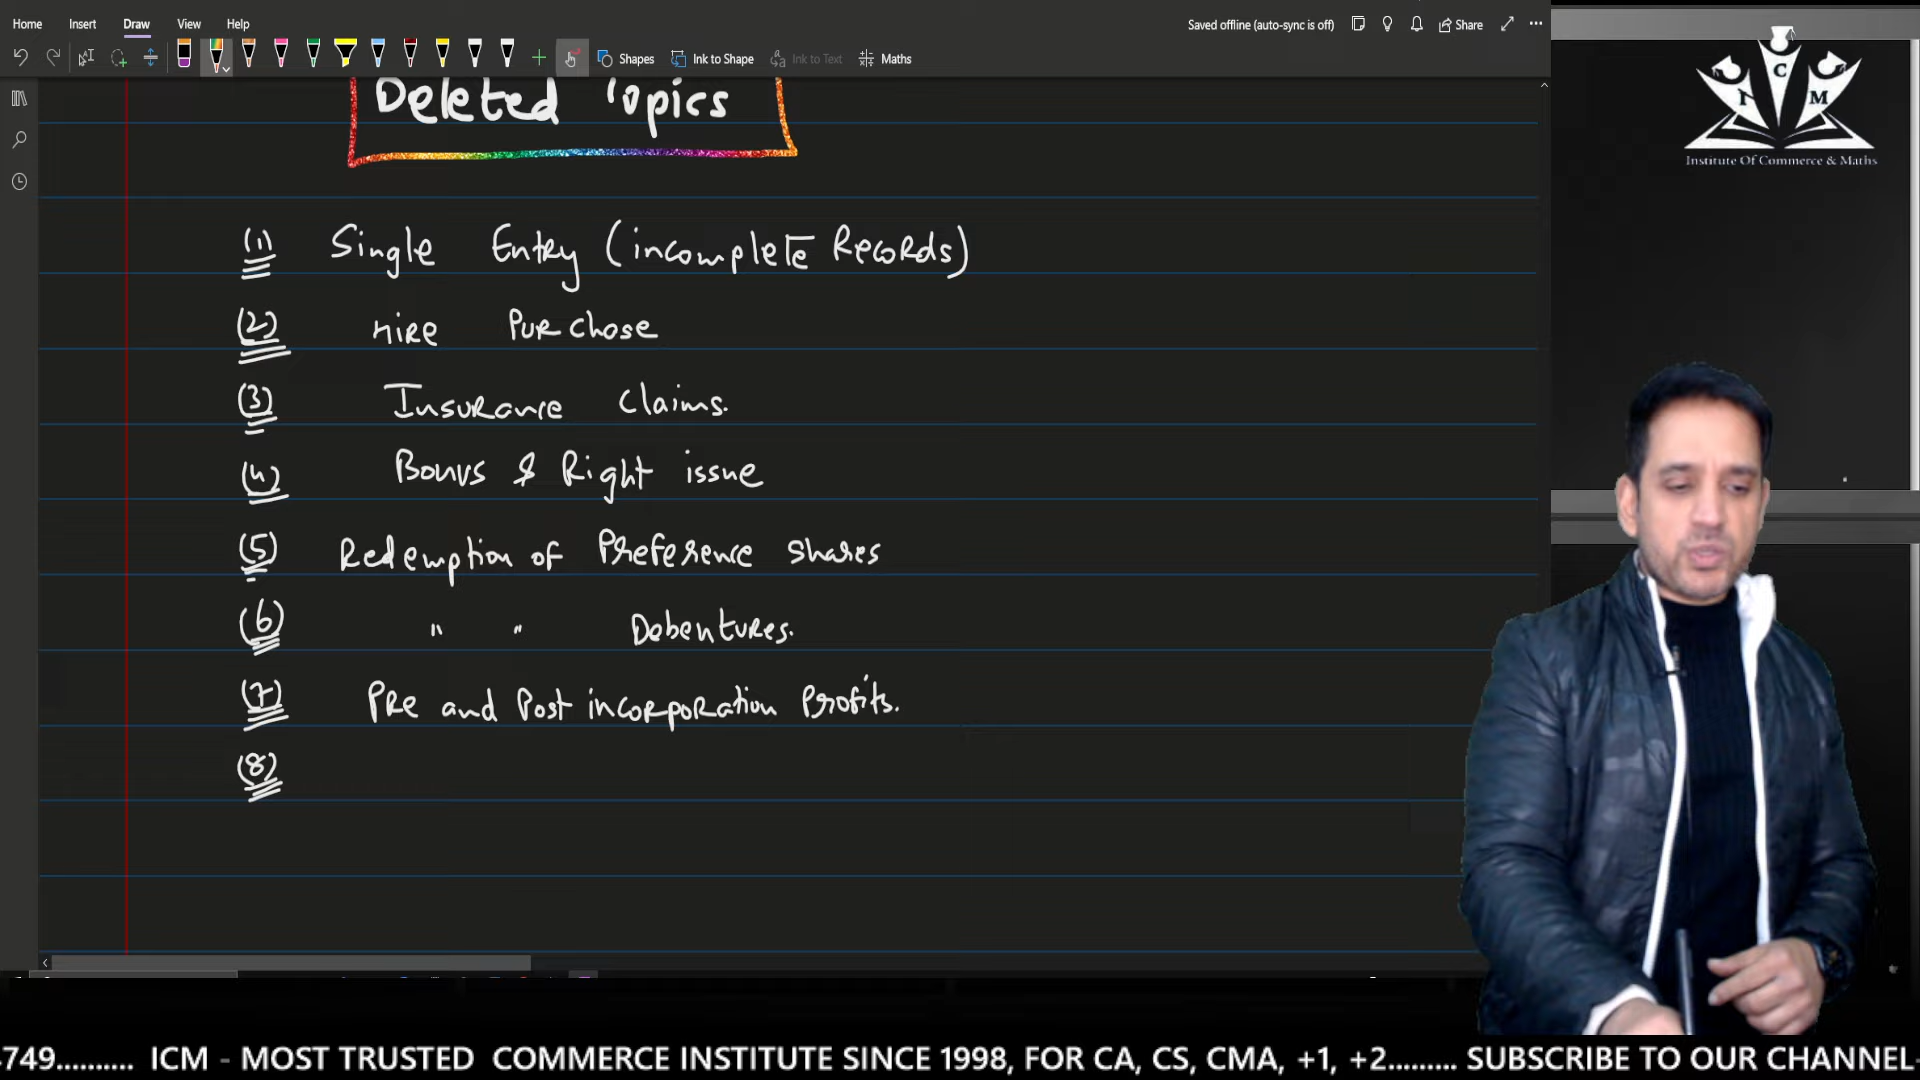 Home Insert Draw View Help
Saved offline (auto-sync is off) Share
Shapes Ink to Shape Ink to Text Maths
Deleted Topics
I C M
Institute Of Commerce & Maths
(1) Single Entry (incomplete Records)
(2) Hire Purchase
(3) Insurance Claims.
(4) Bonus & Right issue
(5) Redemption of Preference shares
(6) " " Debentures.
(7) Pre and Post incorporation Profits.
(8)
4749.......... ICM - MOST TRUSTED COMMERCE INSTITUTE SINCE 1998, FOR CA, CS, CMA, +1, +2......... SUBSCRIBE TO OUR CHANNEL-